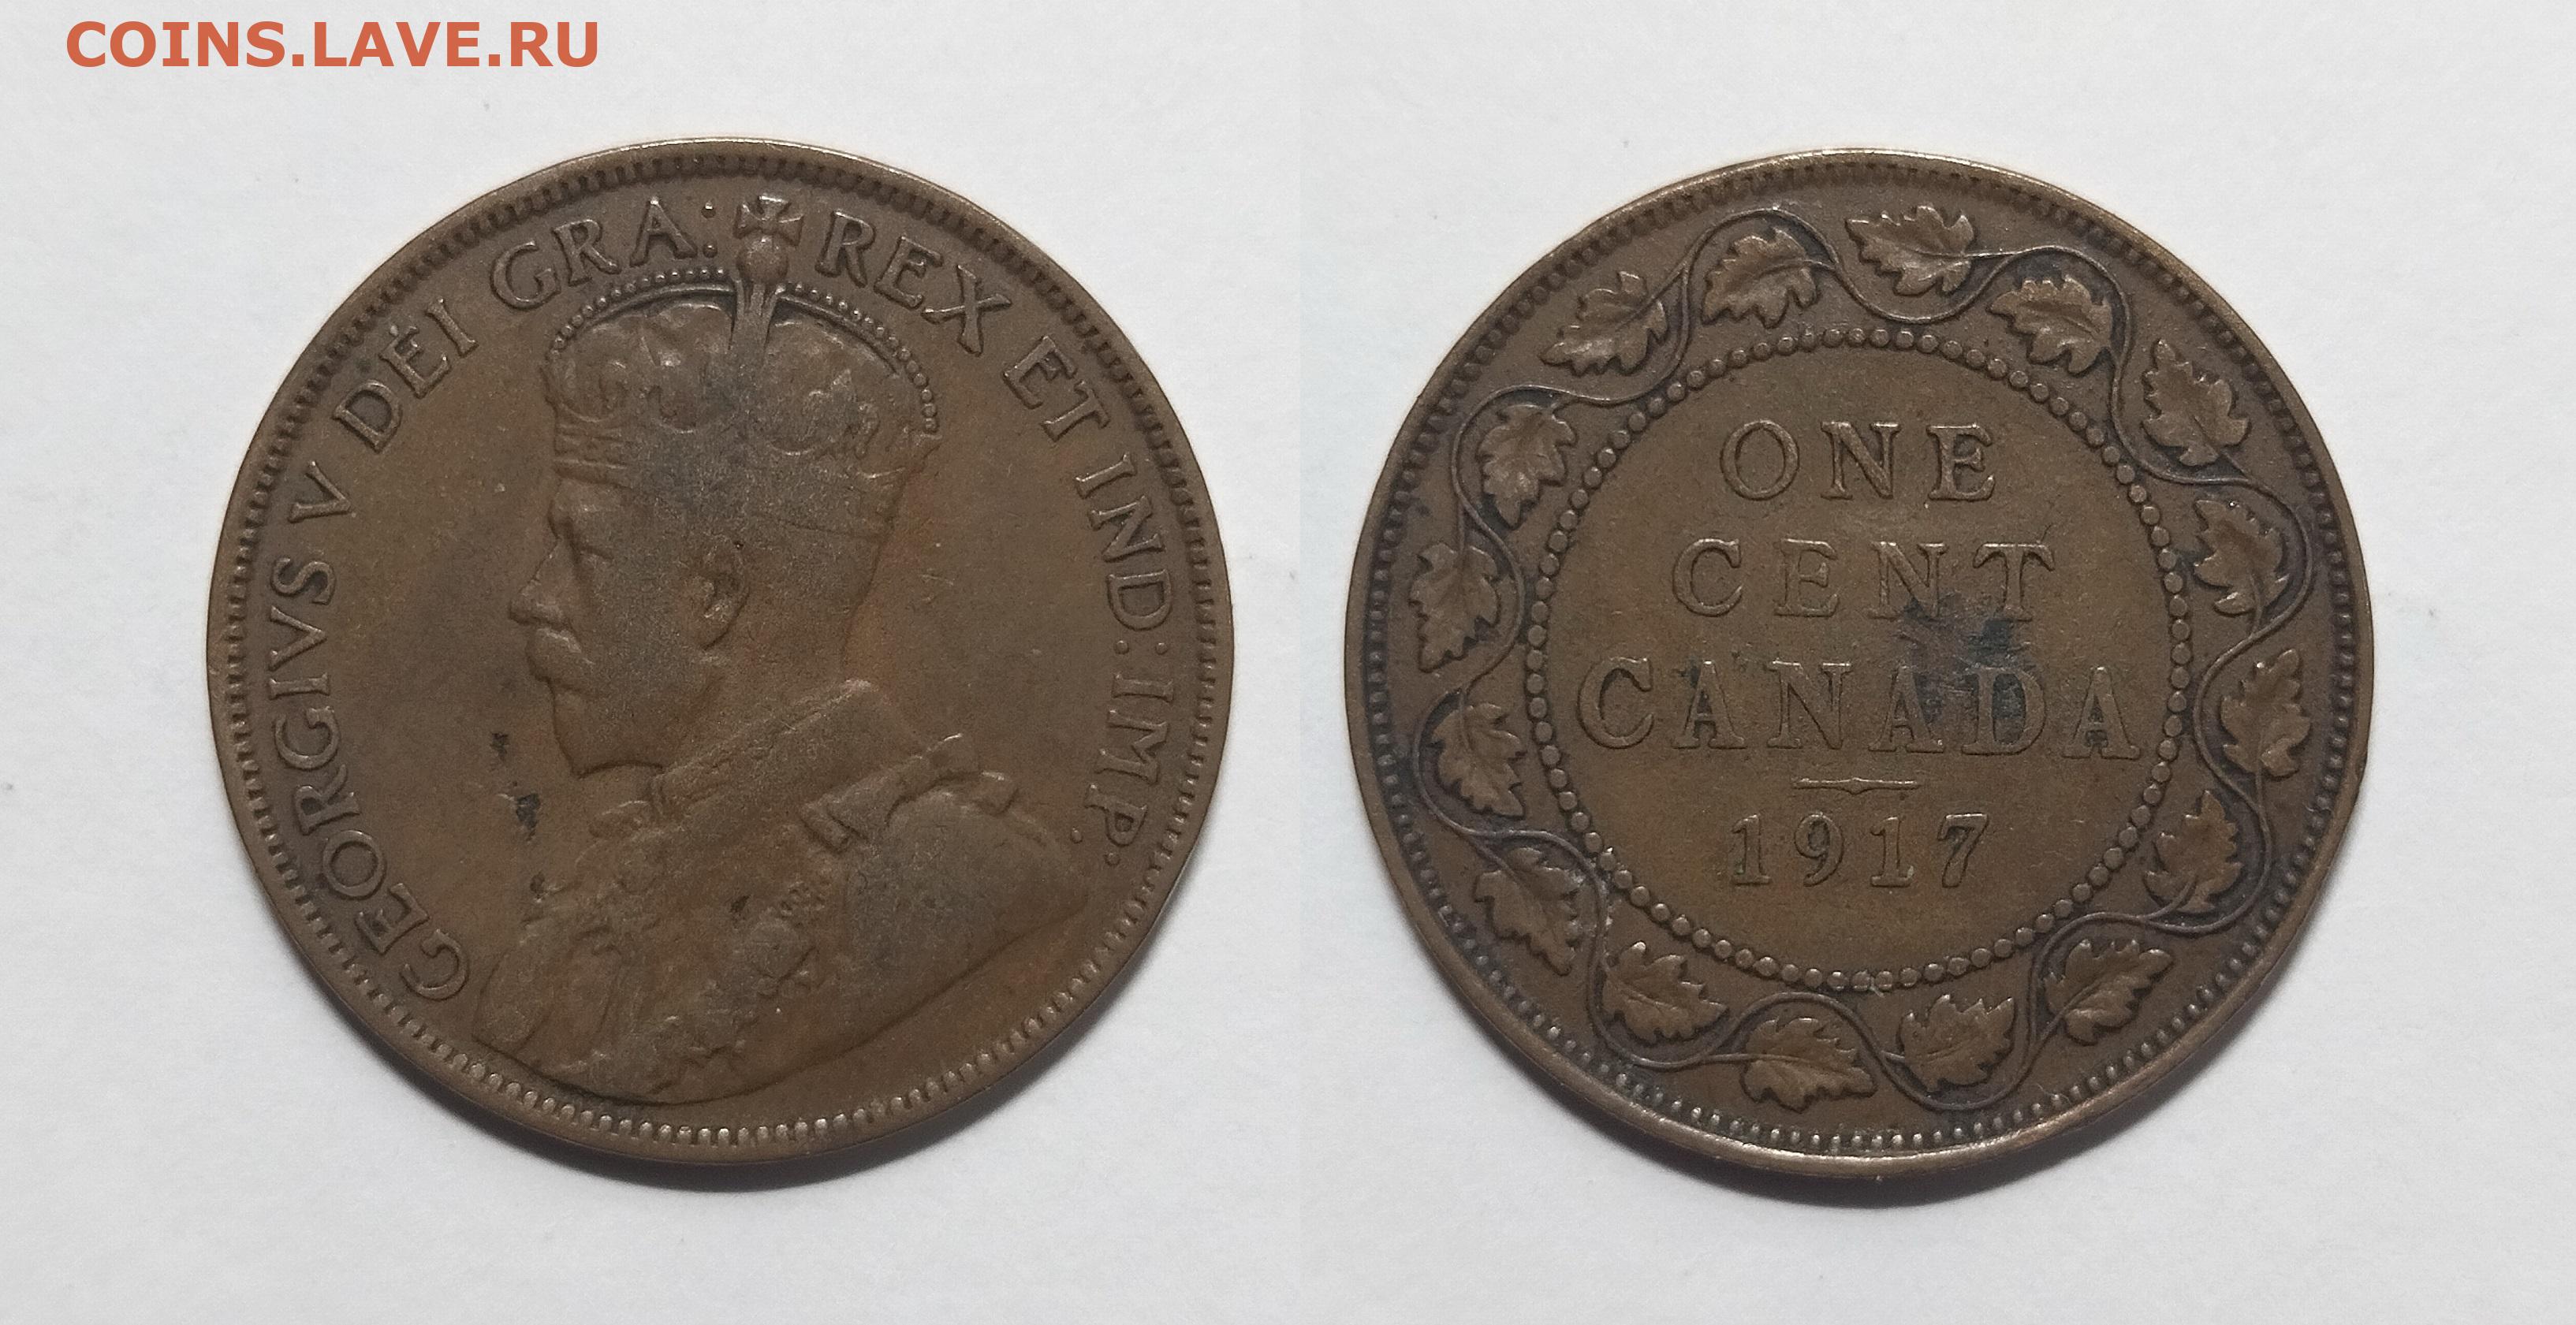 COINS.LAVE.RU
GEORGIVS V DEI GRA: REX ET IND: IMP:
ONE
CENT
CANADA
1917